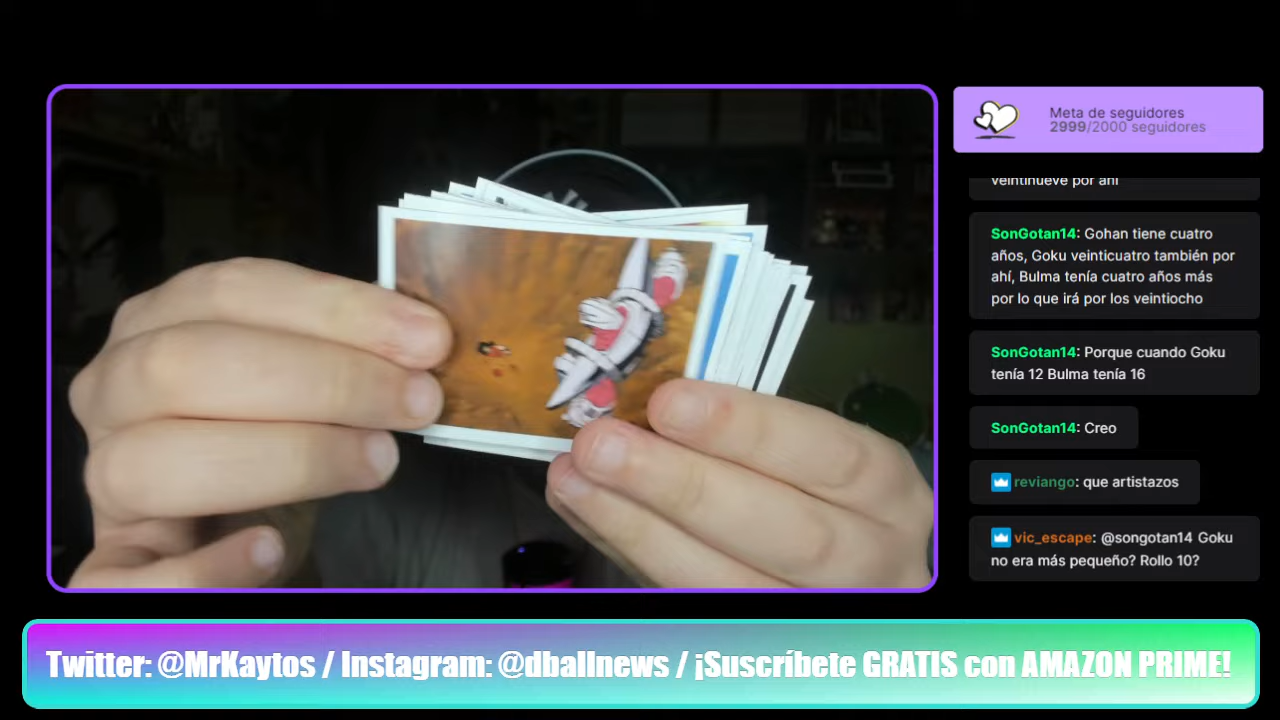 Meta de seguidores
2999/2000 seguidores
veintinueve por ahí
SonGotan14: Gohan tiene cuatro
años, Goku veinticuatro también por
ahí, Bulma tenía cuatro años más
por lo que irá por los veintiocho
SonGotan14: Porque cuando Goku
tenía 12 Bulma tenía 16
SonGotan14: Creo
reviango: que artistazos
vic_escape: @songotan14 Goku
no era más pequeño? Rollo 10?
Twitter: @MrKaytos / Instagram: @dballnews / ¡Suscríbete GRATIS con AMAZON PRIME!